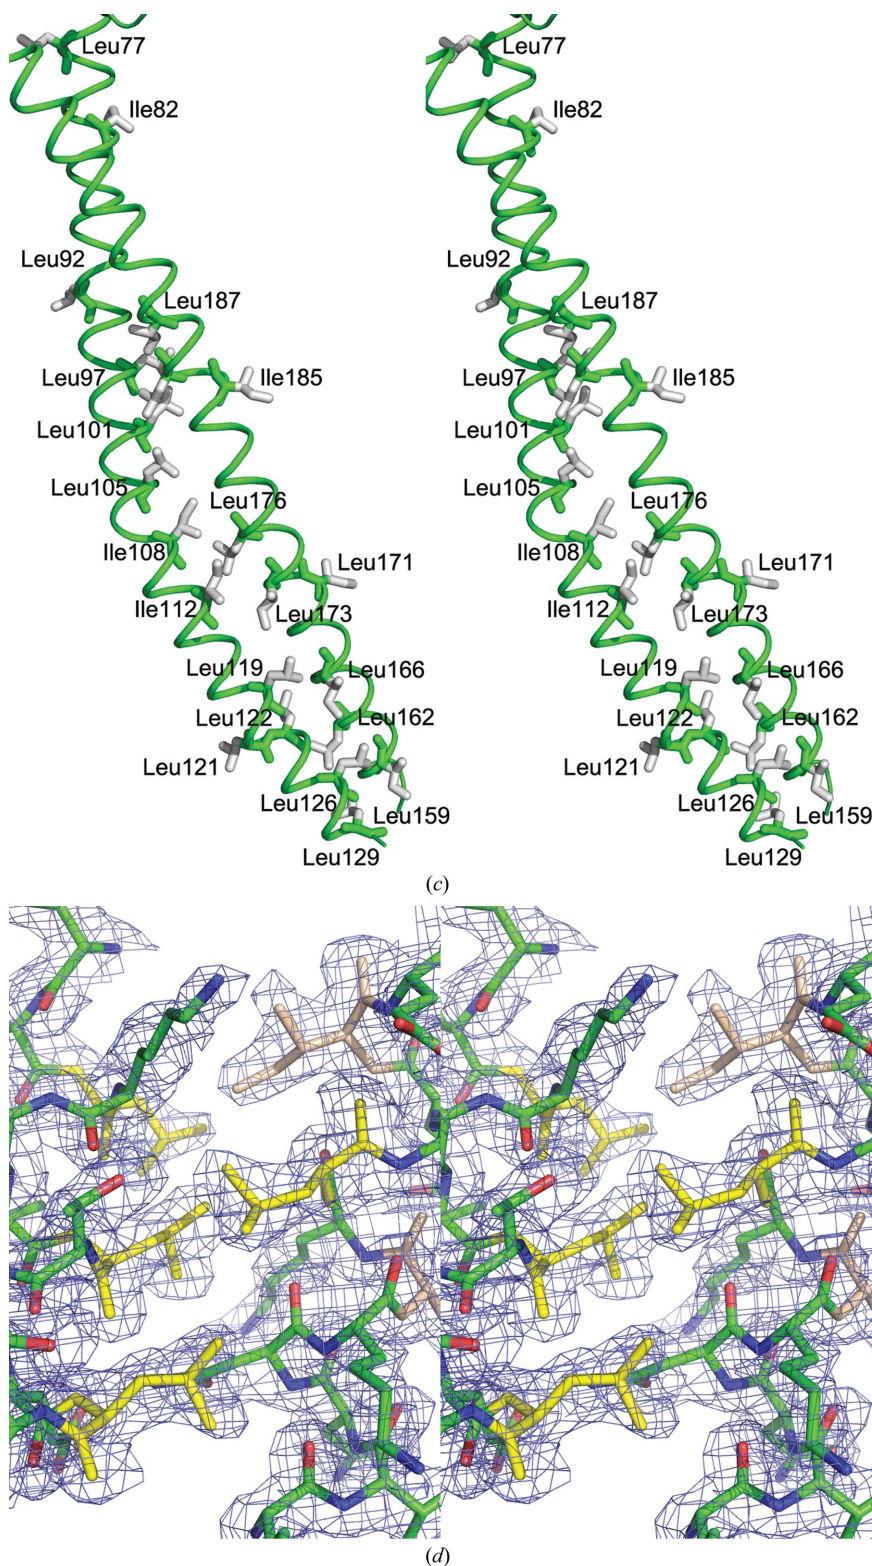 Leu77 Leu77
Ile82 Ile82
Leu92 Leu92
Leu187 Leu187
Leu97 Ile185 Leu97 Ile185
Leu101 Leu101
Leu105 Leu176 Leu105 Leu176
Ile108 Leu171 Ile108 Leu171
Ile112 Leu173 Ile112 Leu173
Leu119 Leu166 Leu119 Leu166
Leu122 Leu162 Leu122 Leu162
Leu121 Leu121
Leu126 Leu159 Leu126 Leu159
Leu129 Leu129
(c)
(d)